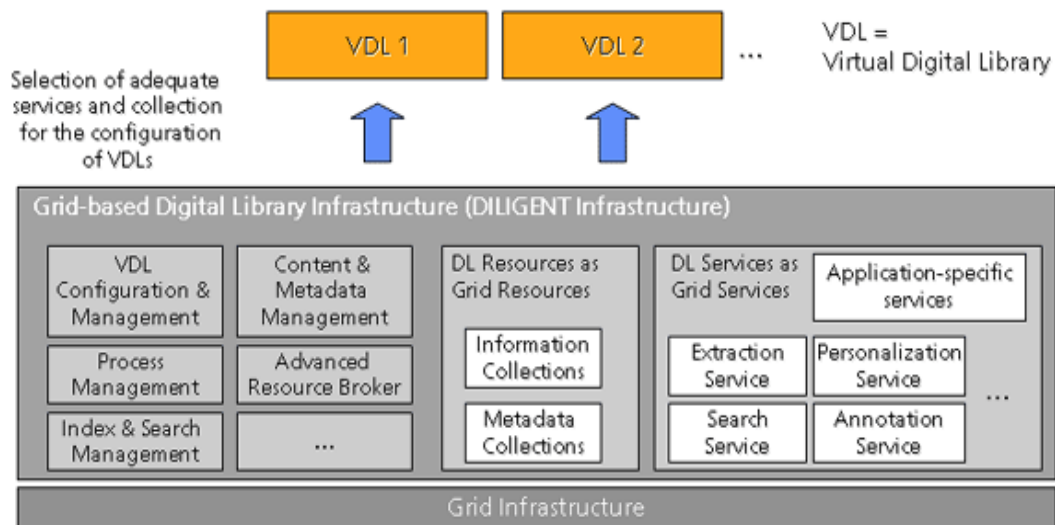 VDL 1
VDL 2
...
VDL =
Virtual Digital Library
Selection of adequate
services and collection
for the configuration
of VDLs
Grid-based Digital Library Infrastructure (DILIGENT Infrastructure)
VDL
Configuration &
Management
Content &
Metadata
Management
Process
Management
Advanced
Resource Broker
Index & Search
Management
...
DL Resources as
Grid Resources
Information
Collections
Metadata
Collections
DL Services as
Grid Services
Application-specific
services
Extraction
Service
Personalization
Service
Search
Service
Annotation
Service
...
Grid Infrastructure